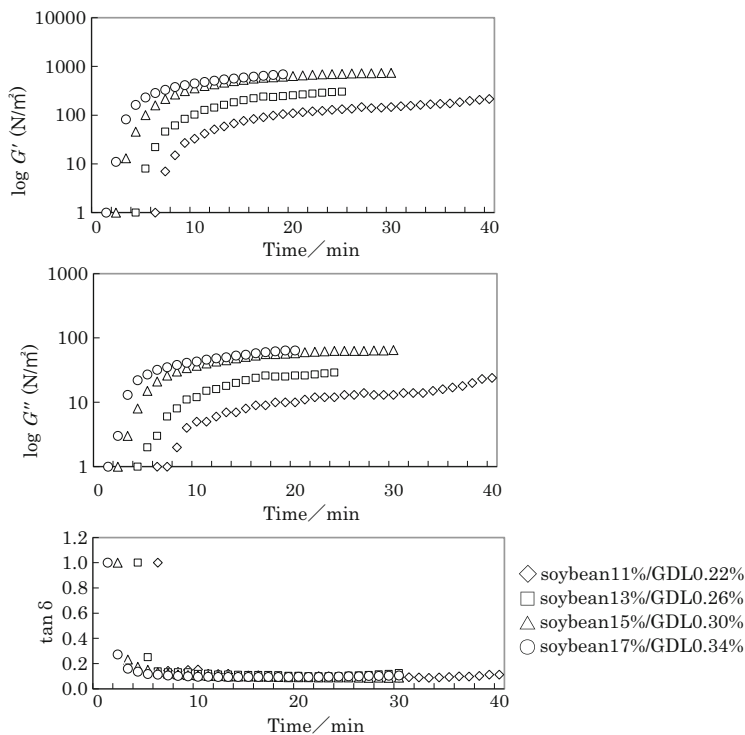 10000
1000
100
10
1
log G′ (N/m²)
0 10 20 30 40
Time／min
1000
100
10
1
log G″ (N/m²)
0 10 20 30 40
Time／min
1.2
1.0
0.8
0.6
0.4
0.2
0.0
tan δ
0 10 20 30 40
Time／min
soybean11%/GDL0.22%
soybean13%/GDL0.26%
soybean15%/GDL0.30%
soybean17%/GDL0.34%